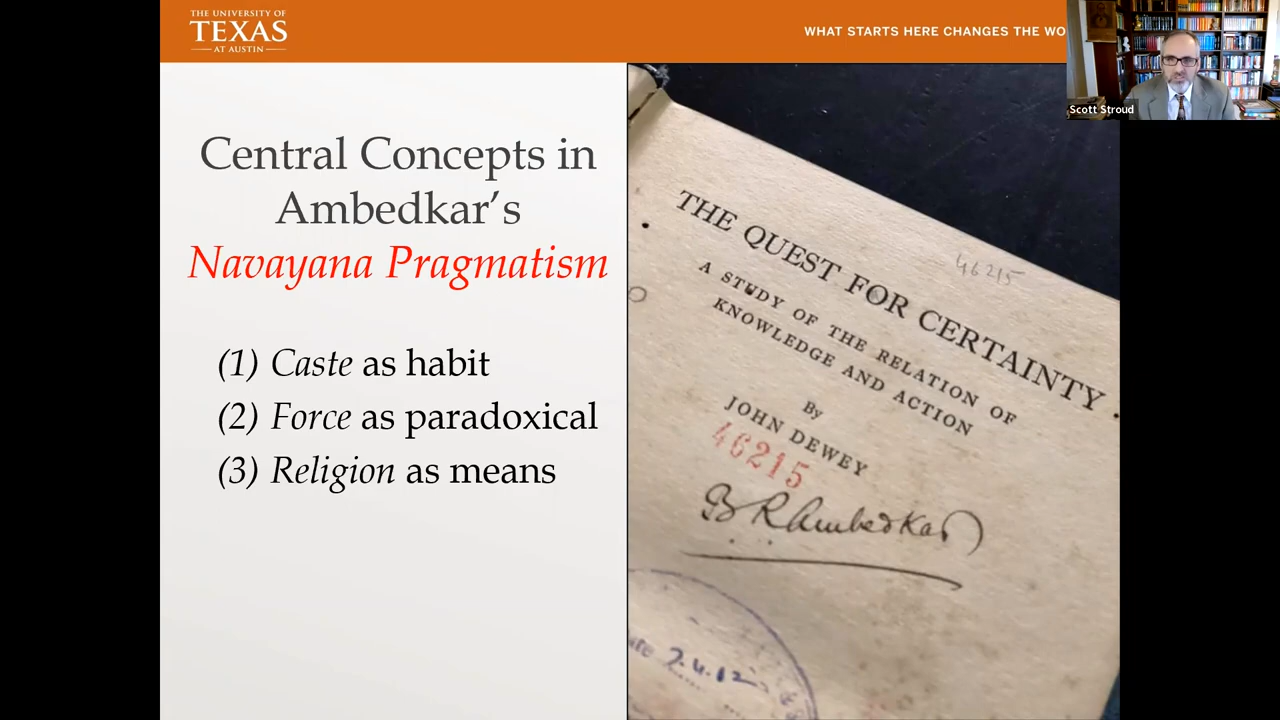 THE UNIVERSITY OF
TEXAS
AT AUSTIN
WHAT STARTS HERE CHANGES THE WO
Scott Stroud
Central Concepts in
Ambedkar’s
Navayana Pragmatism
(1) Caste as habit
(2) Force as paradoxical
(3) Religion as means
46215
THE QUEST FOR CERTAINTY
A STUDY OF THE RELATION OF
KNOWLEDGE AND ACTION
By
JOHN DEWEY
46215
B R Ambedkar